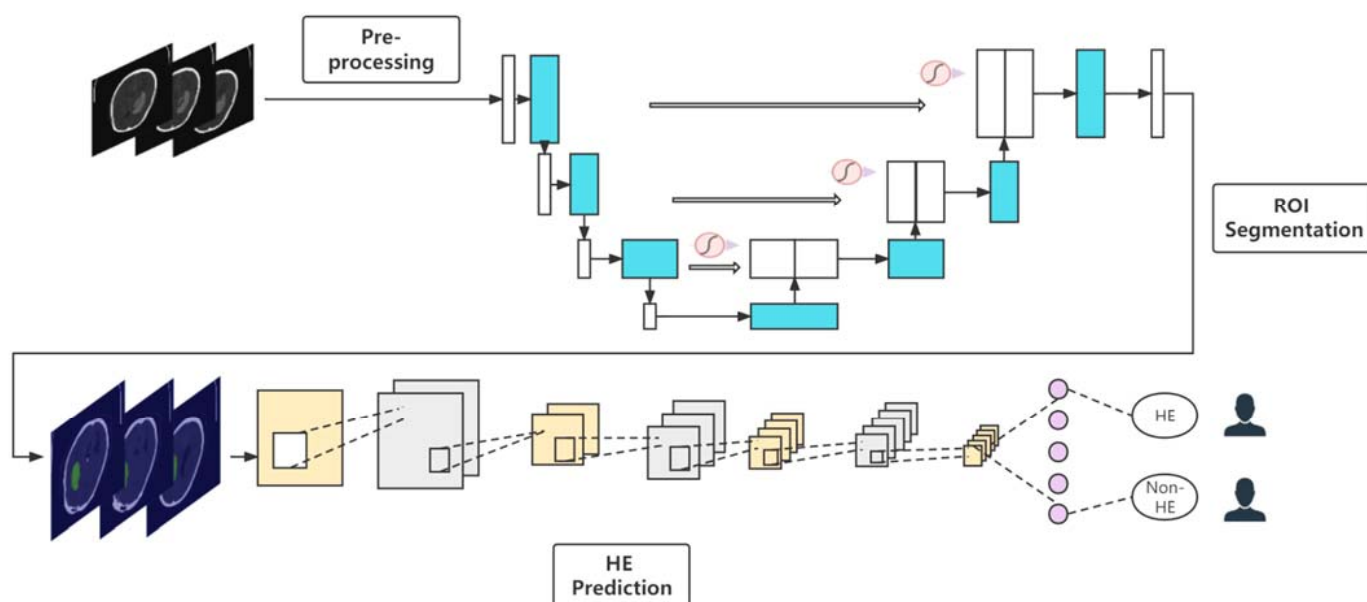 Pre-
processing
ROI
Segmentation
HE
Non-
HE
HE
Prediction